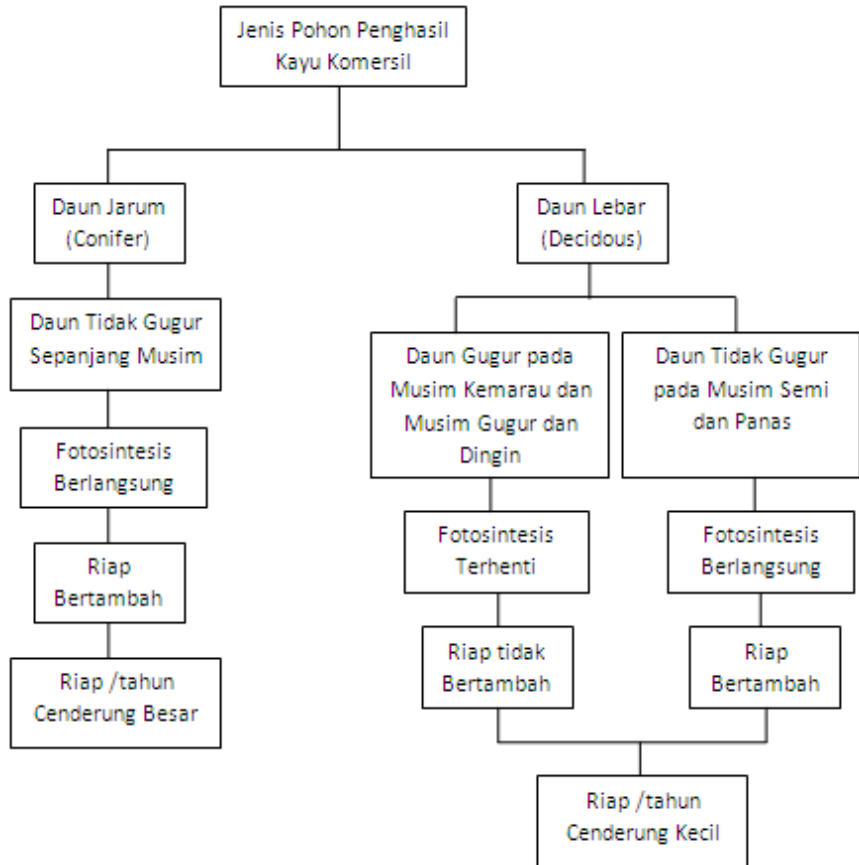 Jenis Pohon Penghasil
Kayu Komersil
Daun Jarum
(Conifer)
Daun Tidak Gugur
Sepanjang Musim
Fotosintesis
Berlangsung
Riap
Bertambah
Riap /tahun
Cenderung Besar
Daun Lebar
(Decidous)
Daun Gugur pada
Musim Kemarau dan
Musim Gugur dan
Dingin
Fotosintesis
Terhenti
Riap tidak
Bertambah
Daun Tidak Gugur
pada Musim Semi
dan Panas
Fotosintesis
Berlangsung
Riap
Bertambah
Riap /tahun
Cenderung Kecil